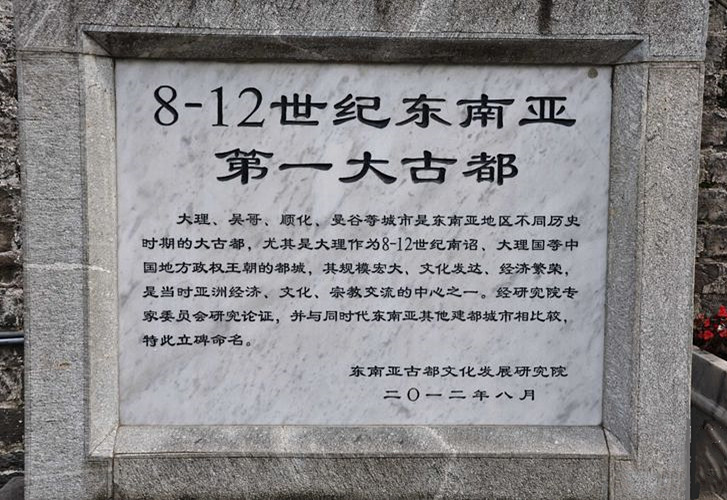 8-12世纪东南亚
第一大古都
大理、吴哥、顺化、曼谷等城市是东南亚地区不同历史
时期的大古都，尤其是大理作为8-12世纪南诏、大理国等中
国地方政权王朝的都城，其规模宏大、文化发达、经济繁荣，
是当时亚洲经济、文化、宗教交流的中心之一。经研究院专
家委员会研究论证，并与同时代东南亚其他建都城市相比较，
特此立碑命名。
东南亚古都文化发展研究院
二〇一二年八月